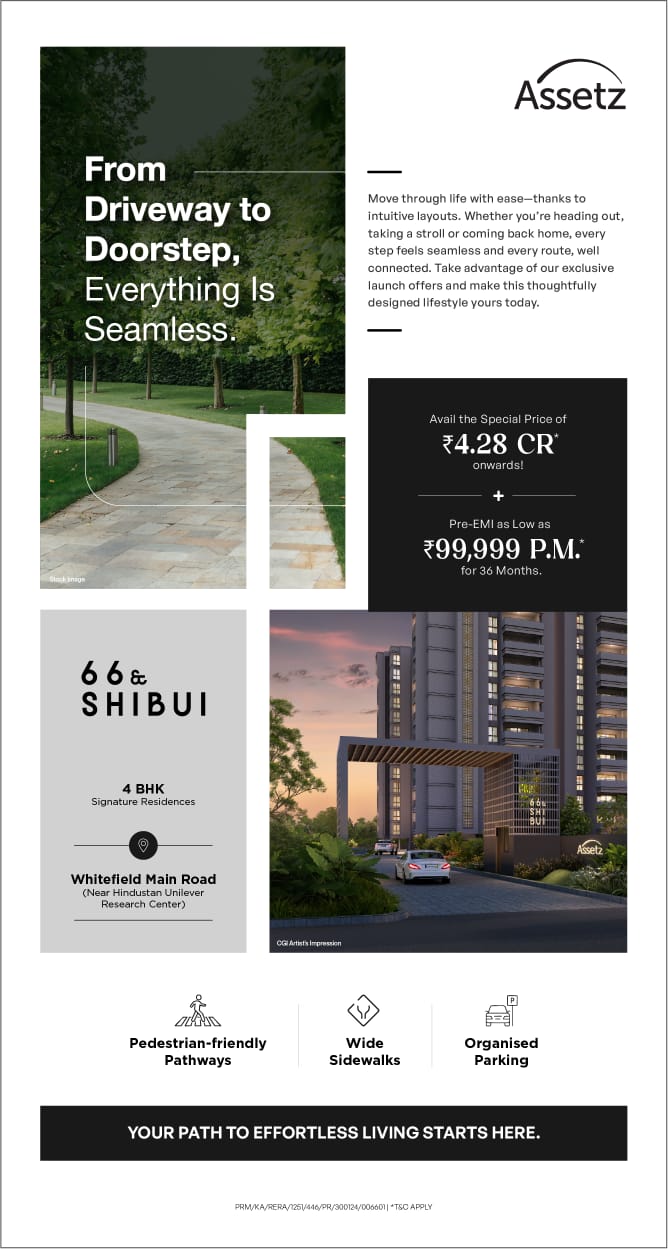 Assetz
From
Driveway to
Doorstep,
Everything Is
Seamless.
Stock Image
Move through life with ease—thanks to
intuitive layouts. Whether you’re heading out,
taking a stroll or coming back home, every
step feels seamless and every route, well
connected. Take advantage of our exclusive
launch offers and make this thoughtfully
designed lifestyle yours today.
Avail the Special Price of
₹4.28 CR*
onwards!
+
Pre-EMI as Low as
₹99,999 P.M.*
for 36 Months.
66&
SHIBUI
4 BHK
Signature Residences
Whitefield Main Road
(Near Hindustan Unilever
Research Center)
66&
SHI
BUI
Assetz
CGI Artist's Impression
P
Pedestrian-friendly
Pathways
Wide
Sidewalks
Organised
Parking
YOUR PATH TO EFFORTLESS LIVING STARTS HERE.
PRM/KA/RERA/1251/446/PR/300124/006601 | *T&C APPLY